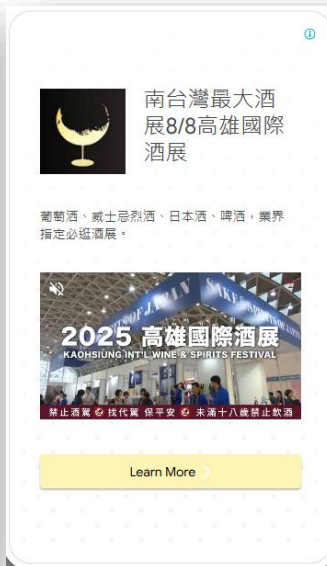 南台灣最大酒
展8/8高雄國際
酒展
葡萄酒、威士忌烈酒、日本酒、啤酒,業界
指定必逛酒展。
SAKE &
2025 高雄國際酒展
KAOHSIUNG INT'L WINE & SPIRITS FESTIVAL
禁止酒駕 找代駕 保平安 未滿十八歲禁止飲酒
Learn More